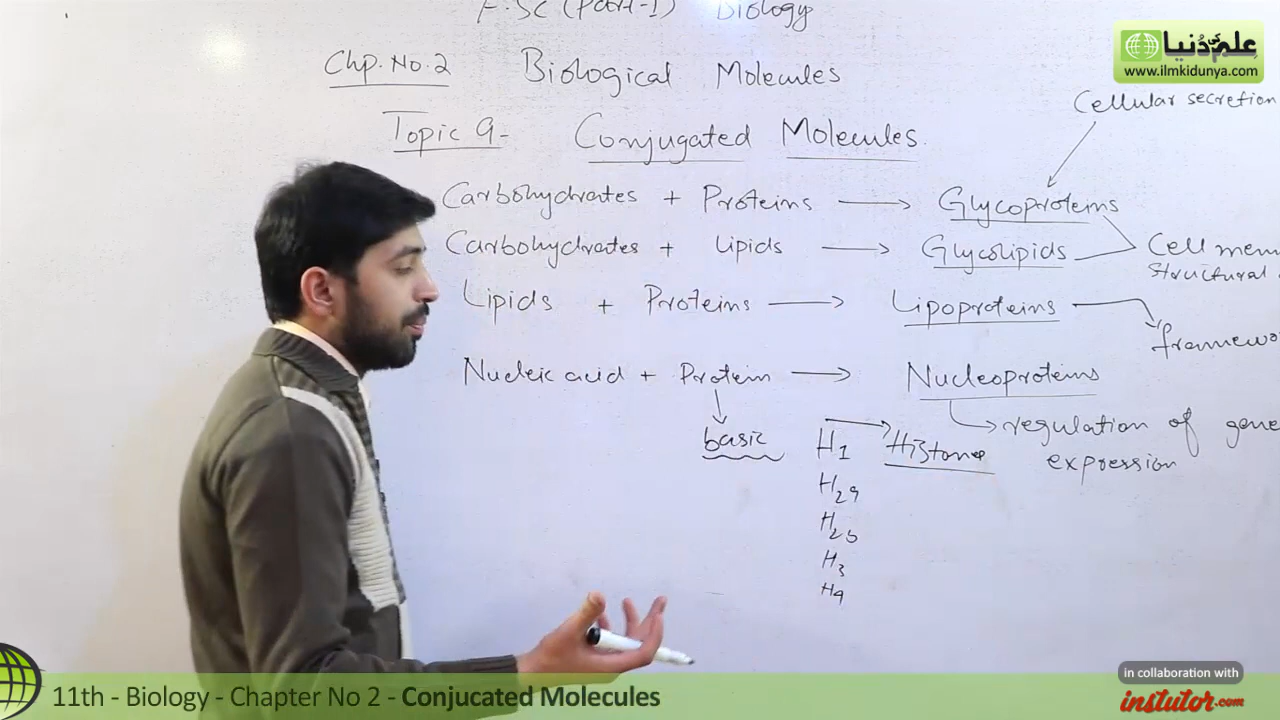 F.SC (Part-I) Biology
علم کی دُنیا
www.ilmkidunya.com
Chp. No 2 Biological Molecules
Cellular secretion
Topic 9- Conjugated Molecules
Carbohydrates + Proteins → Glycoproteins
Carbohydrates + Lipids → Glycolipids
Cell mem
Structural
Lipids + Proteins → Lipoproteins
framewo
Nucleic acid + Protein → Nucleoproteins
regulation of gene
expression
basic H1 → Histone
H2a
H2b
H3
H4
in collaboration with
instutor.com
11th - Biology - Chapter No 2 - Conjucated Molecules